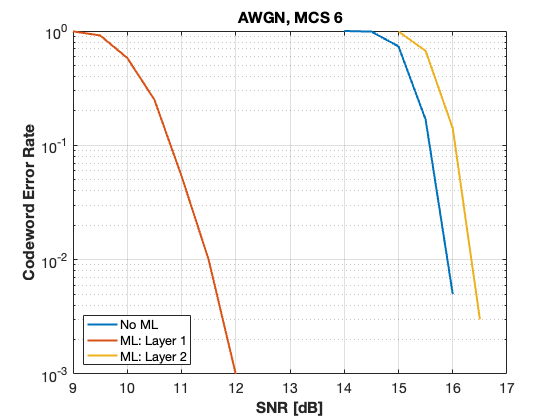 AWGN, MCS 6
Codeword Error Rate
10^0
10^-1
10^-2
10^-3
No ML
ML: Layer 1
ML: Layer 2
9 10 11 12 13 14 15 16 17
SNR [dB]